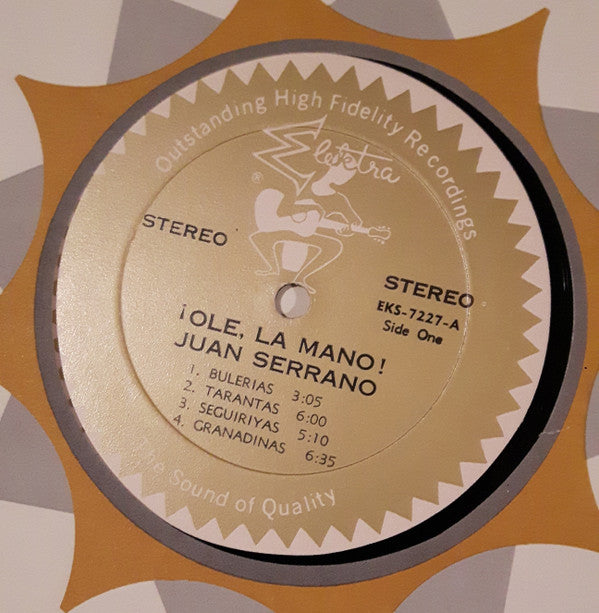 Outstanding High Fidelity Recordings
Elektra
®
STEREO
STEREO
EKS-7227-A
Side One
¡OLE, LA MANO!
JUAN SERRANO
1. BULERIAS 3:05
2. TARANTAS 6:00
3. SEGUIRIYAS 5:10
4. GRANADINAS 6:35
The Sound of Quality